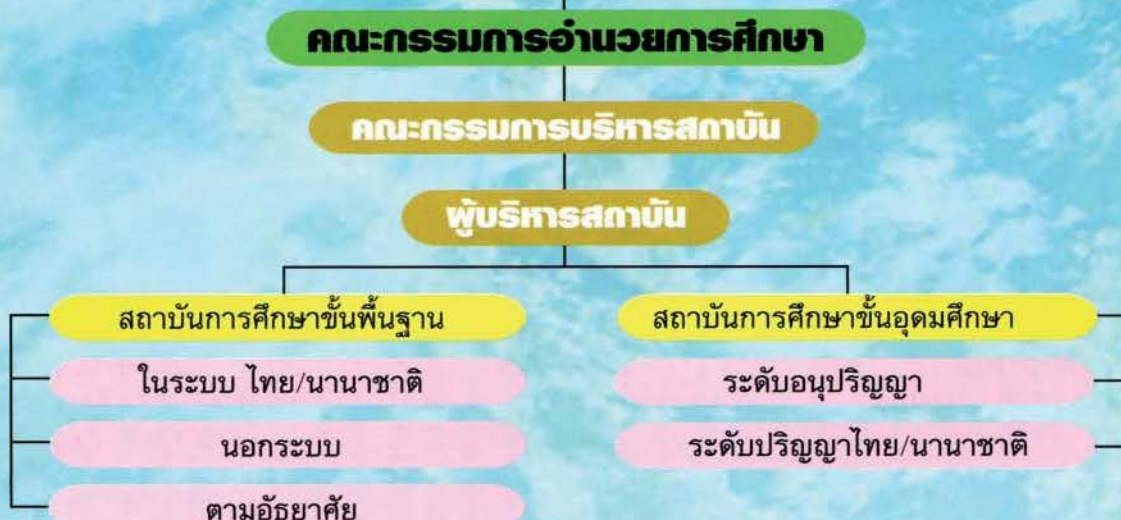 คณะกรรมการอำนวยการศึกษา
คณะกรรมการบริหารสถาบัน
ผู้บริหารสถาบัน
สถาบันการศึกษาขั้นพื้นฐาน
ในระบบ ไทย/นานาชาติ
นอกระบบ
ตามอัธยาศัย
สถาบันการศึกษาขั้นอุดมศึกษา
ระดับอนุปริญญา
ระดับปริญญาไทย/นานาชาติ